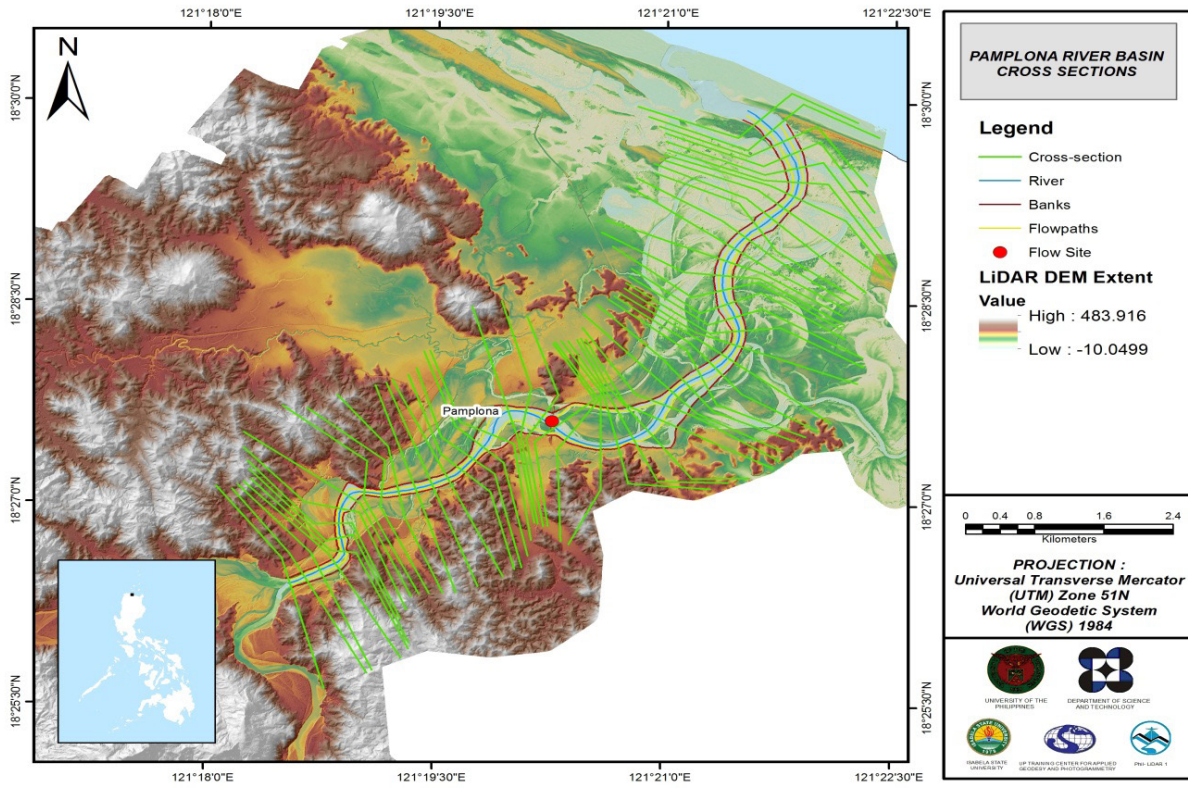 121°18'0"E
121°19'30"E
121°21'0"E
121°22'30"E
N
18°30'0"N
18°30'0"N
18°28'30"N
18°28'30"N
Pamplona
18°27'0"N
18°27'0"N
18°25'30"N
18°25'30"N
121°18'0"E
121°19'30"E
121°21'0"E
121°22'30"E
PAMPLONA RIVER BASIN
CROSS SECTIONS
Legend
Cross-section
River
Banks
Flowpaths
Flow Site
LiDAR DEM Extent
Value
High : 483.916
Low : -10.0499
0 0.4 0.8 1.6 2.4
Kilometers
PROJECTION :
Universal Transverse Mercator
(UTM) Zone 51N
World Geodetic System
(WGS) 1984
UNIVERSITY OF THE
PHILIPPINES
DEPARTMENT OF SCIENCE
AND TECHNOLOGY
ISABELA STATE
UNIVERSITY
UP TRAINING CENTER FOR APPLIED
GEODESY AND PHOTOGRAMMETRY
Phil- LiDAR 1